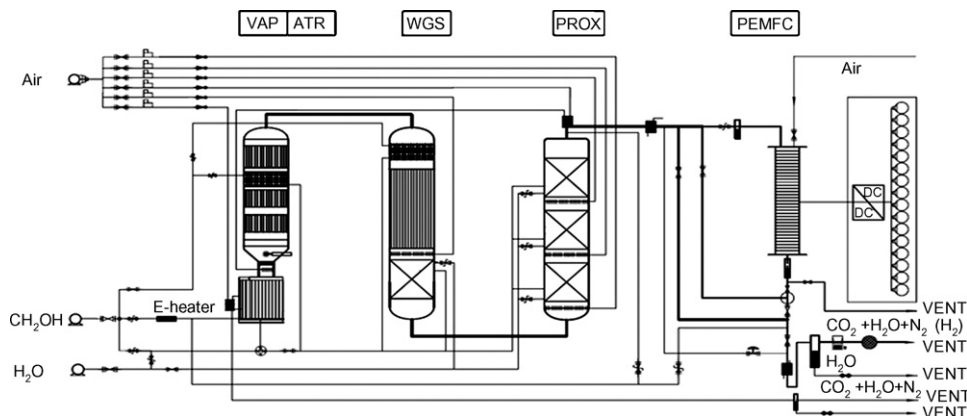 VAP ATR WGS PROX PEMFC
Air
Air
DC
DC
E-heater
CH₂OH
VENT
CO₂ +H₂O+N₂ (H₂)
VENT
H₂O
H₂O
VENT
CO₂ +H₂O+N₂
VENT
VENT